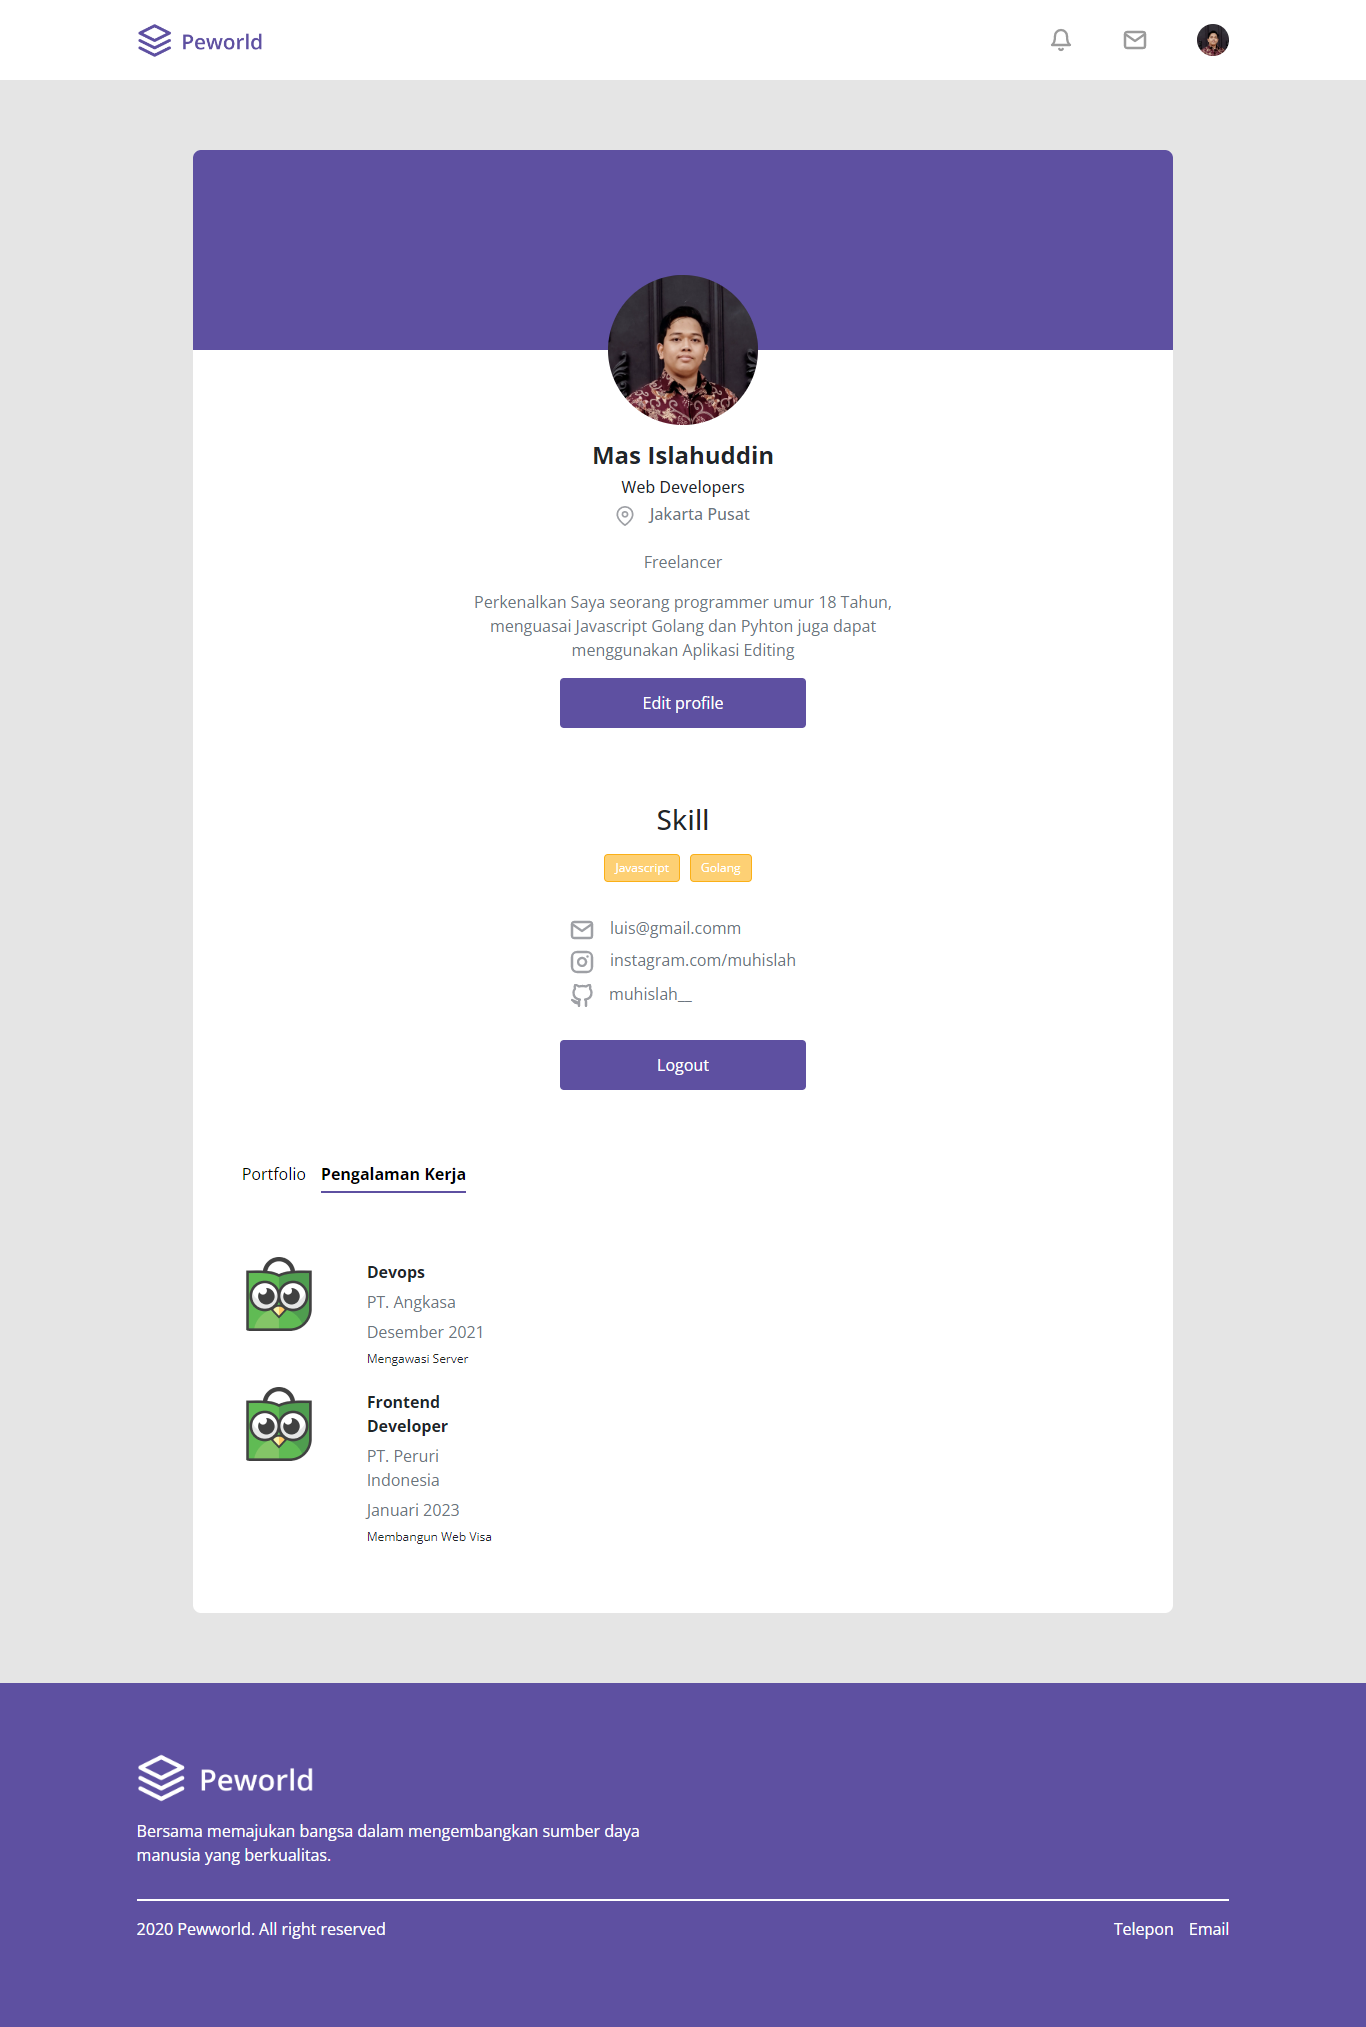 Peworld
Mas Islahuddin
Web Developers
Jakarta Pusat
Freelancer
Perkenalkan Saya seorang programmer umur 18 Tahun,
menguasai Javascript Golang dan Pyhton juga dapat
menggunakan Aplikasi Editing
Edit profile
Skill
Javascript Golang
luis@gmail.comm
instagram.com/muhislah
muhislah__
Logout
Portfolio Pengalaman Kerja
Devops
PT. Angkasa
Desember 2021
Mengawasi Server
Frontend
Developer
PT. Peruri
Indonesia
Januari 2023
Membangun Web Visa
Peworld
Bersama memajukan bangsa dalam mengembangkan sumber daya
manusia yang berkualitas.
2020 Pewworld. All right reserved
Telepon Email